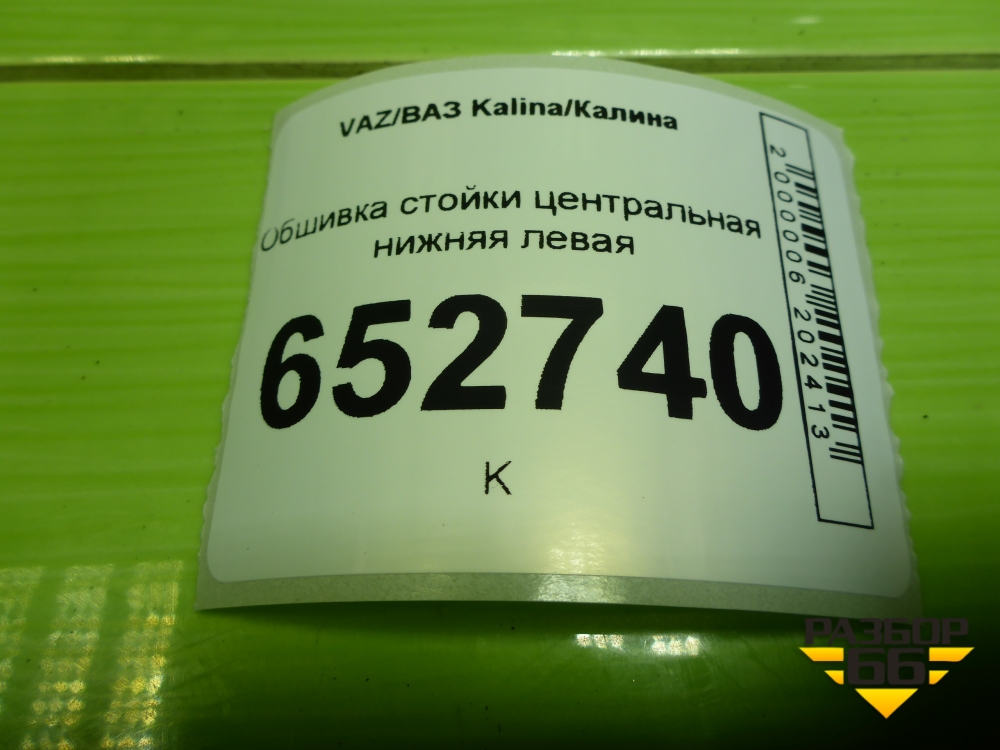 VAZ/ВАЗ Kalina/Калина
Обшивка стойки центральная
нижняя левая
652740
К
2000006202413
РАЗБОР
66